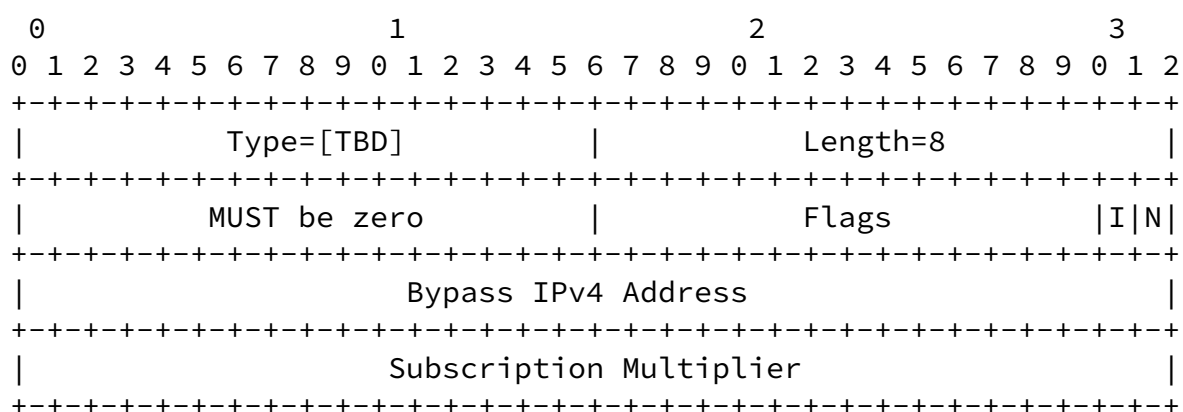 0                   1                   2                   3
0 1 2 3 4 5 6 7 8 9 0 1 2 3 4 5 6 7 8 9 0 1 2 3 4 5 6 7 8 9 0 1 2
+-+-+-+-+-+-+-+-+-+-+-+-+-+-+-+-+-+-+-+-+-+-+-+-+-+-+-+-+-+-+-+-+
|           Type=[TBD]          |           Length=8            |
+-+-+-+-+-+-+-+-+-+-+-+-+-+-+-+-+-+-+-+-+-+-+-+-+-+-+-+-+-+-+-+-+
|          MUST be zero         |           Flags           |I|N|
+-+-+-+-+-+-+-+-+-+-+-+-+-+-+-+-+-+-+-+-+-+-+-+-+-+-+-+-+-+-+-+-+
|                     Bypass IPv4 Address                       |
+-+-+-+-+-+-+-+-+-+-+-+-+-+-+-+-+-+-+-+-+-+-+-+-+-+-+-+-+-+-+-+-+
|                    Subscription Multiplier                    |
+-+-+-+-+-+-+-+-+-+-+-+-+-+-+-+-+-+-+-+-+-+-+-+-+-+-+-+-+-+-+-+-+